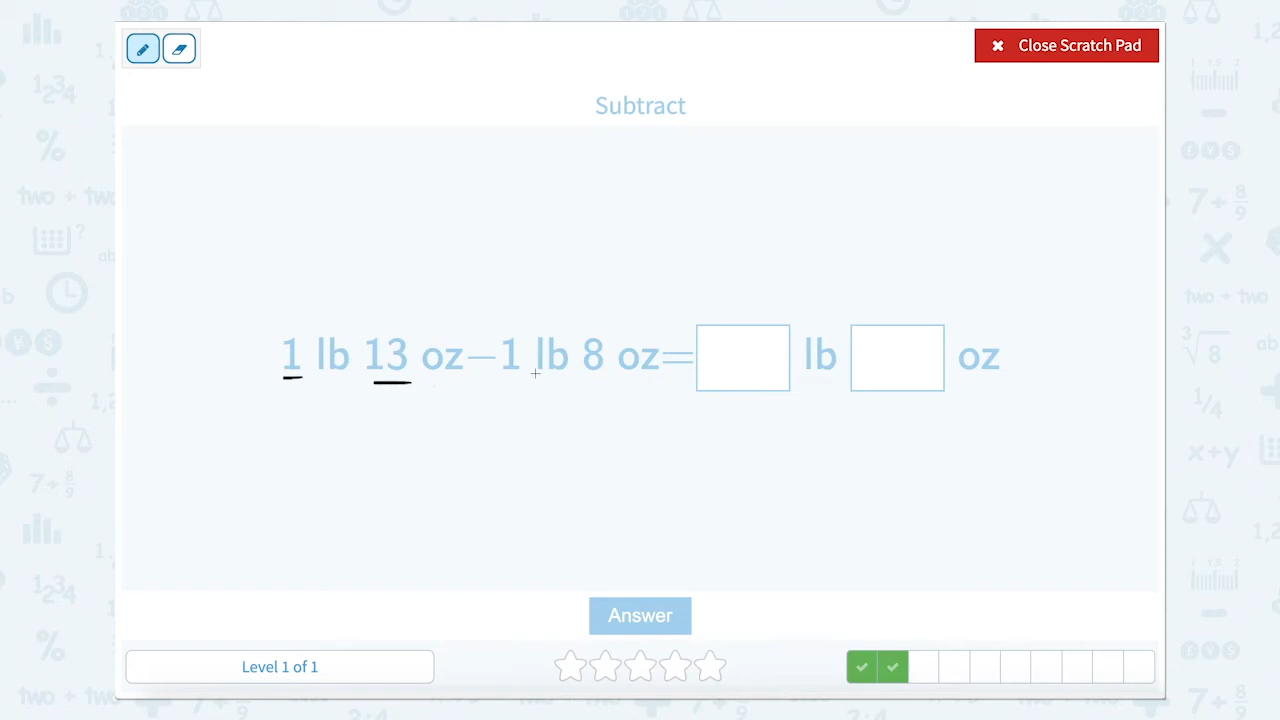 ✖ Close Scratch Pad
Subtract
1 lb 13 oz−1 lb 8 oz= lb oz
Answer
Level 1 of 1